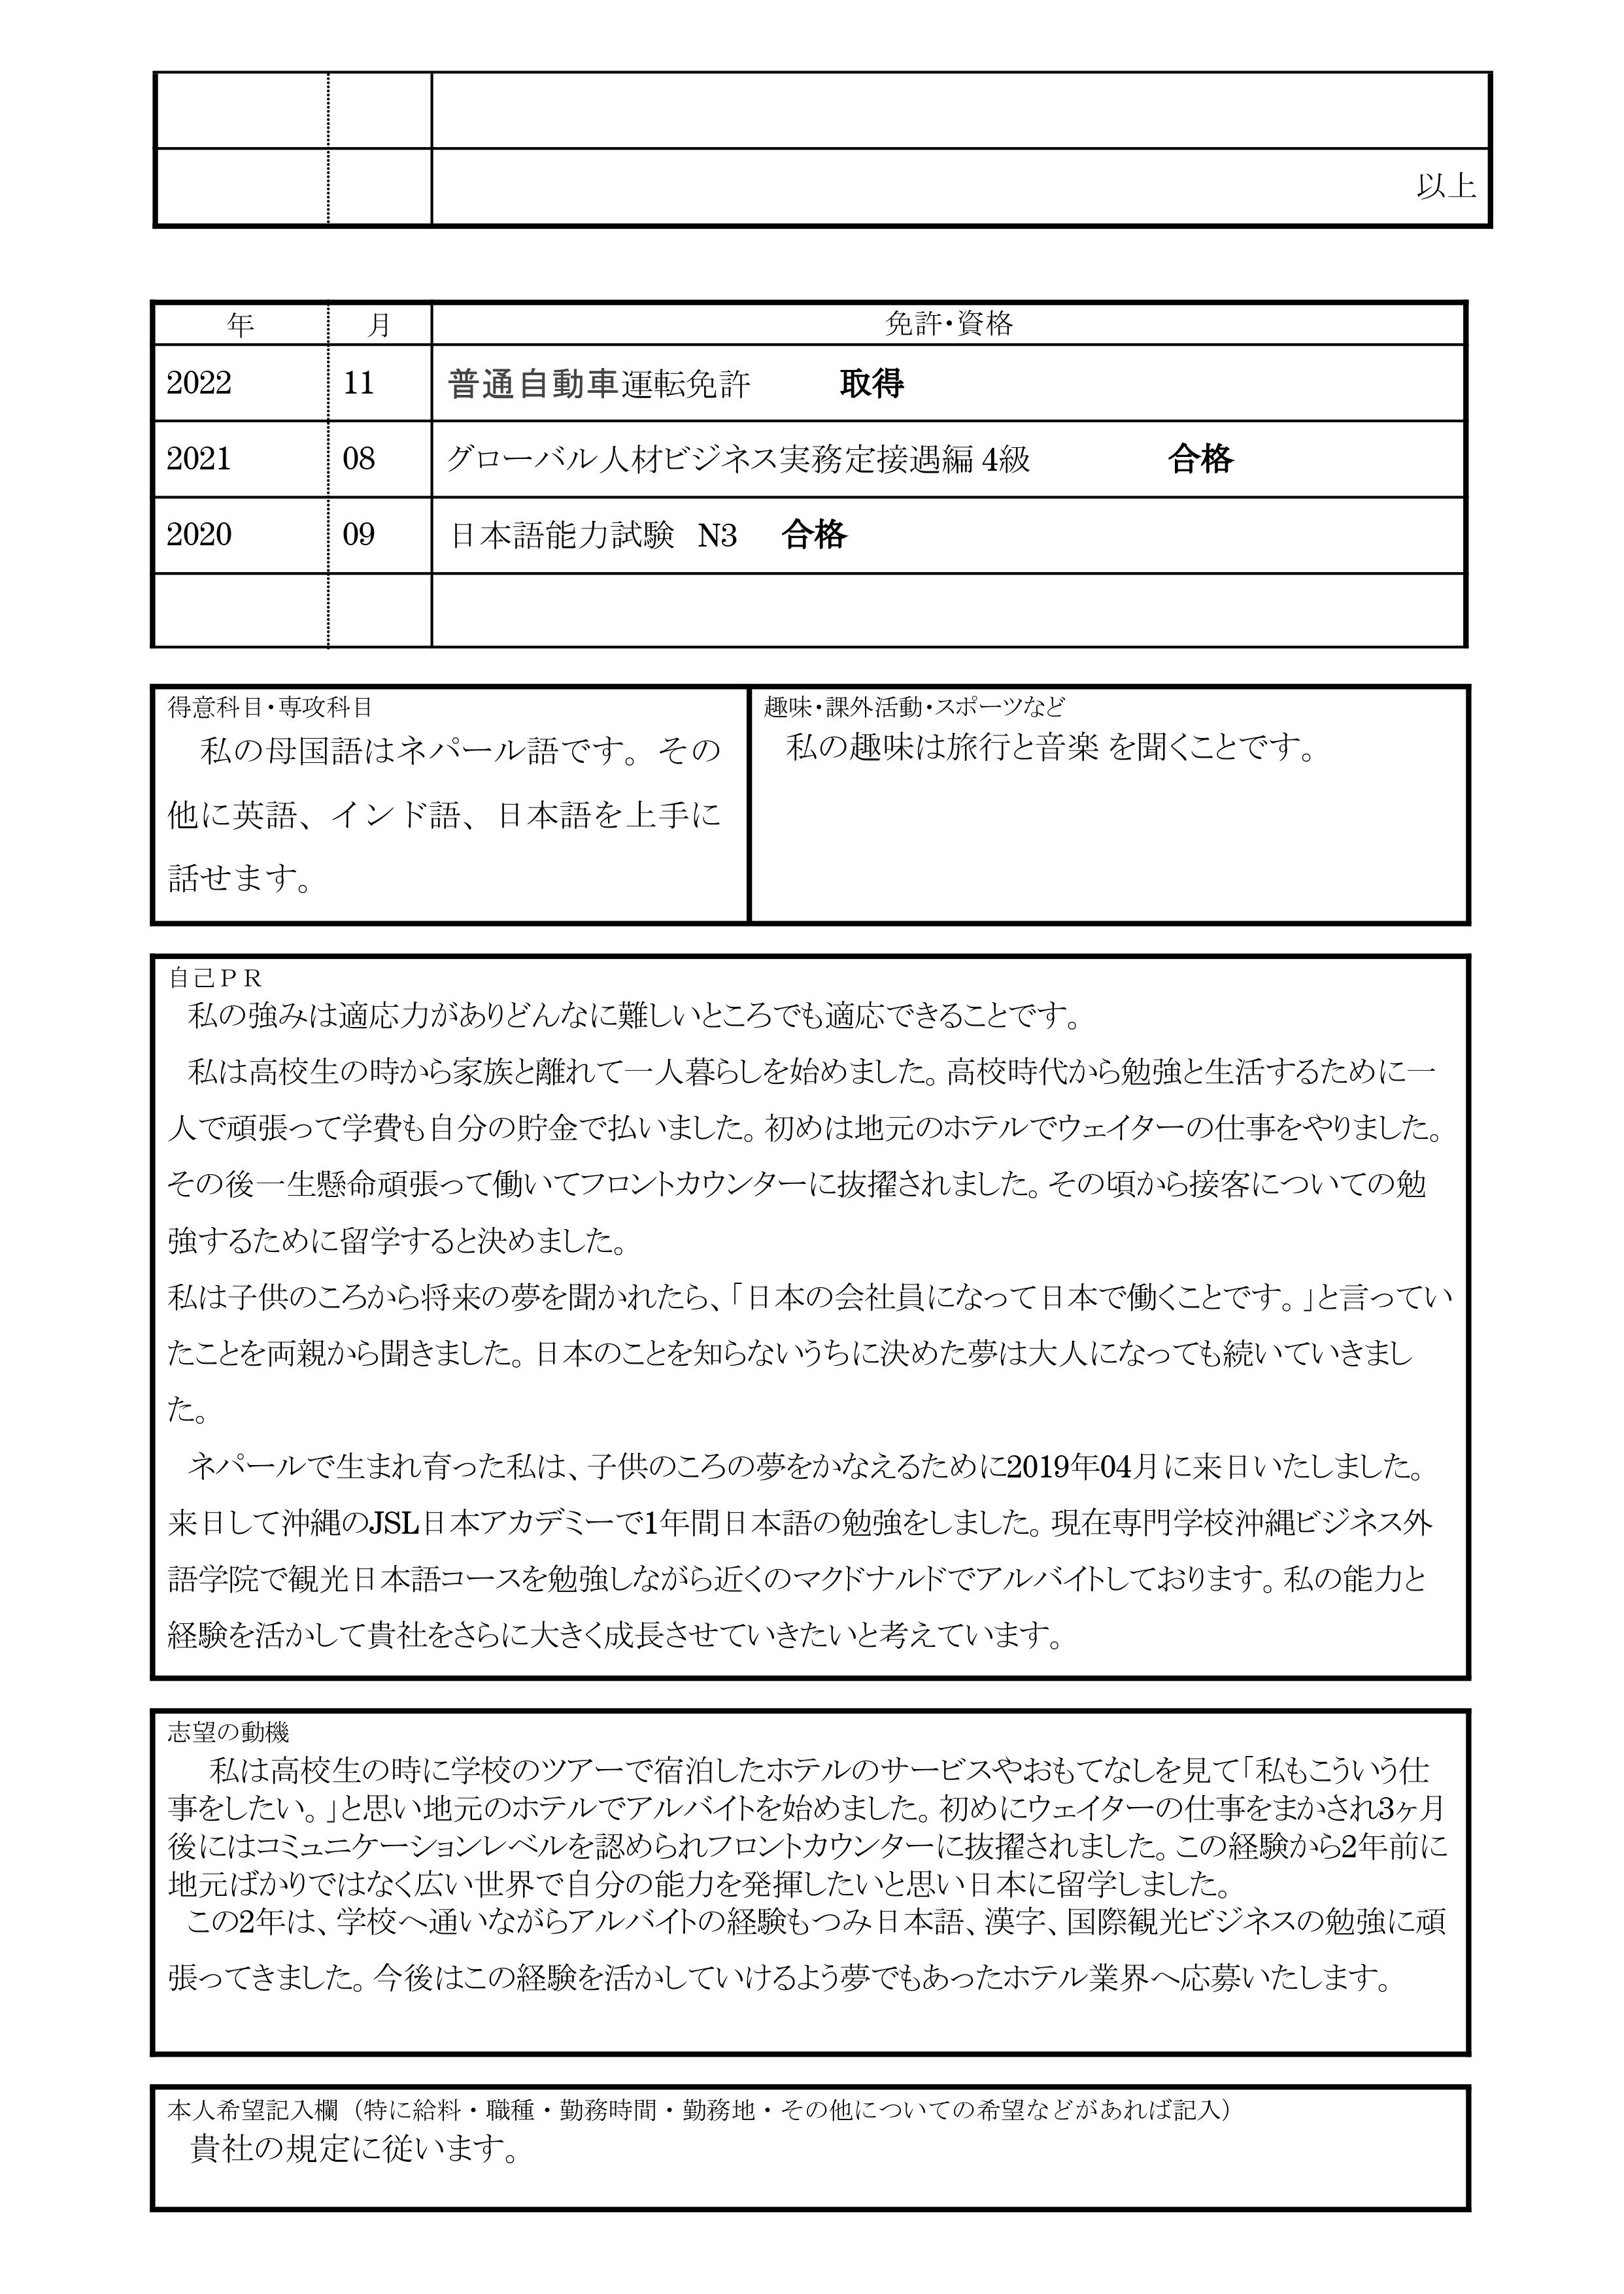 以上
年 月 免許・資格
2022 11 普通自動車運転免許 取得
2021 08 グローバル人材ビジネス実務定接遇編 4級 合格
2020 09 日本語能力試験 N3 合格
得意科目・専攻科目
私の母国語はネパール語です。その
他に英語、インド語、日本語を上手に
話せます。
趣味・課外活動・スポーツなど
私の趣味は旅行と音楽 を聞くことです。
自己ＰＲ
私の強みは適応力がありどんなに難しいところでも適応できることです。
私は高校生の時から家族と離れて一人暮らしを始めました。高校時代から勉強と生活するために一
人で頑張って学費も自分の貯金で払いました。初めは地元のホテルでウェイターの仕事をやりました。
その後一生懸命頑張って働いてフロントカウンターに抜擢されました。その頃から接客についての勉
強するために留学すると決めました。
私は子供のころから将来の夢を聞かれたら、「日本の会社員になって日本で働くことです。」と言ってい
たことを両親から聞きました。日本のことを知らないうちに決めた夢は大人になっても続いていきまし
た。
ネパールで生まれ育った私は、子供のころの夢をかなえるために2019年04月に来日いたしました。
来日して沖縄のJSL日本アカデミーで1年間日本語の勉強をしました。現在専門学校沖縄ビジネス外
語学院で観光日本語コースを勉強しながら近くのマクドナルドでアルバイトしております。私の能力と
経験を活かして貴社をさらに大きく成長させていきたいと考えています。
志望の動機
私は高校生の時に学校のツアーで宿泊したホテルのサービスやおもてなしを見て「私もこういう仕
事をしたい。」と思い地元のホテルでアルバイトを始めました。初めにウェイターの仕事をまかされ3ヶ月
後にはコミュニケーションレベルを認められフロントカウンターに抜擢されました。この経験から2年前に
地元ばかりではなく広い世界で自分の能力を発揮したいと思い日本に留学しました。
この2年は、学校へ通いながらアルバイトの経験もつみ日本語、漢字、国際観光ビジネスの勉強に頑
張ってきました。今後はこの経験を活かしていけるよう夢でもあったホテル業界へ応募いたします。
本人希望記入欄（特に給料・職種・勤務時間・勤務地・その他についての希望などがあれば記入）
貴社の規定に従います。